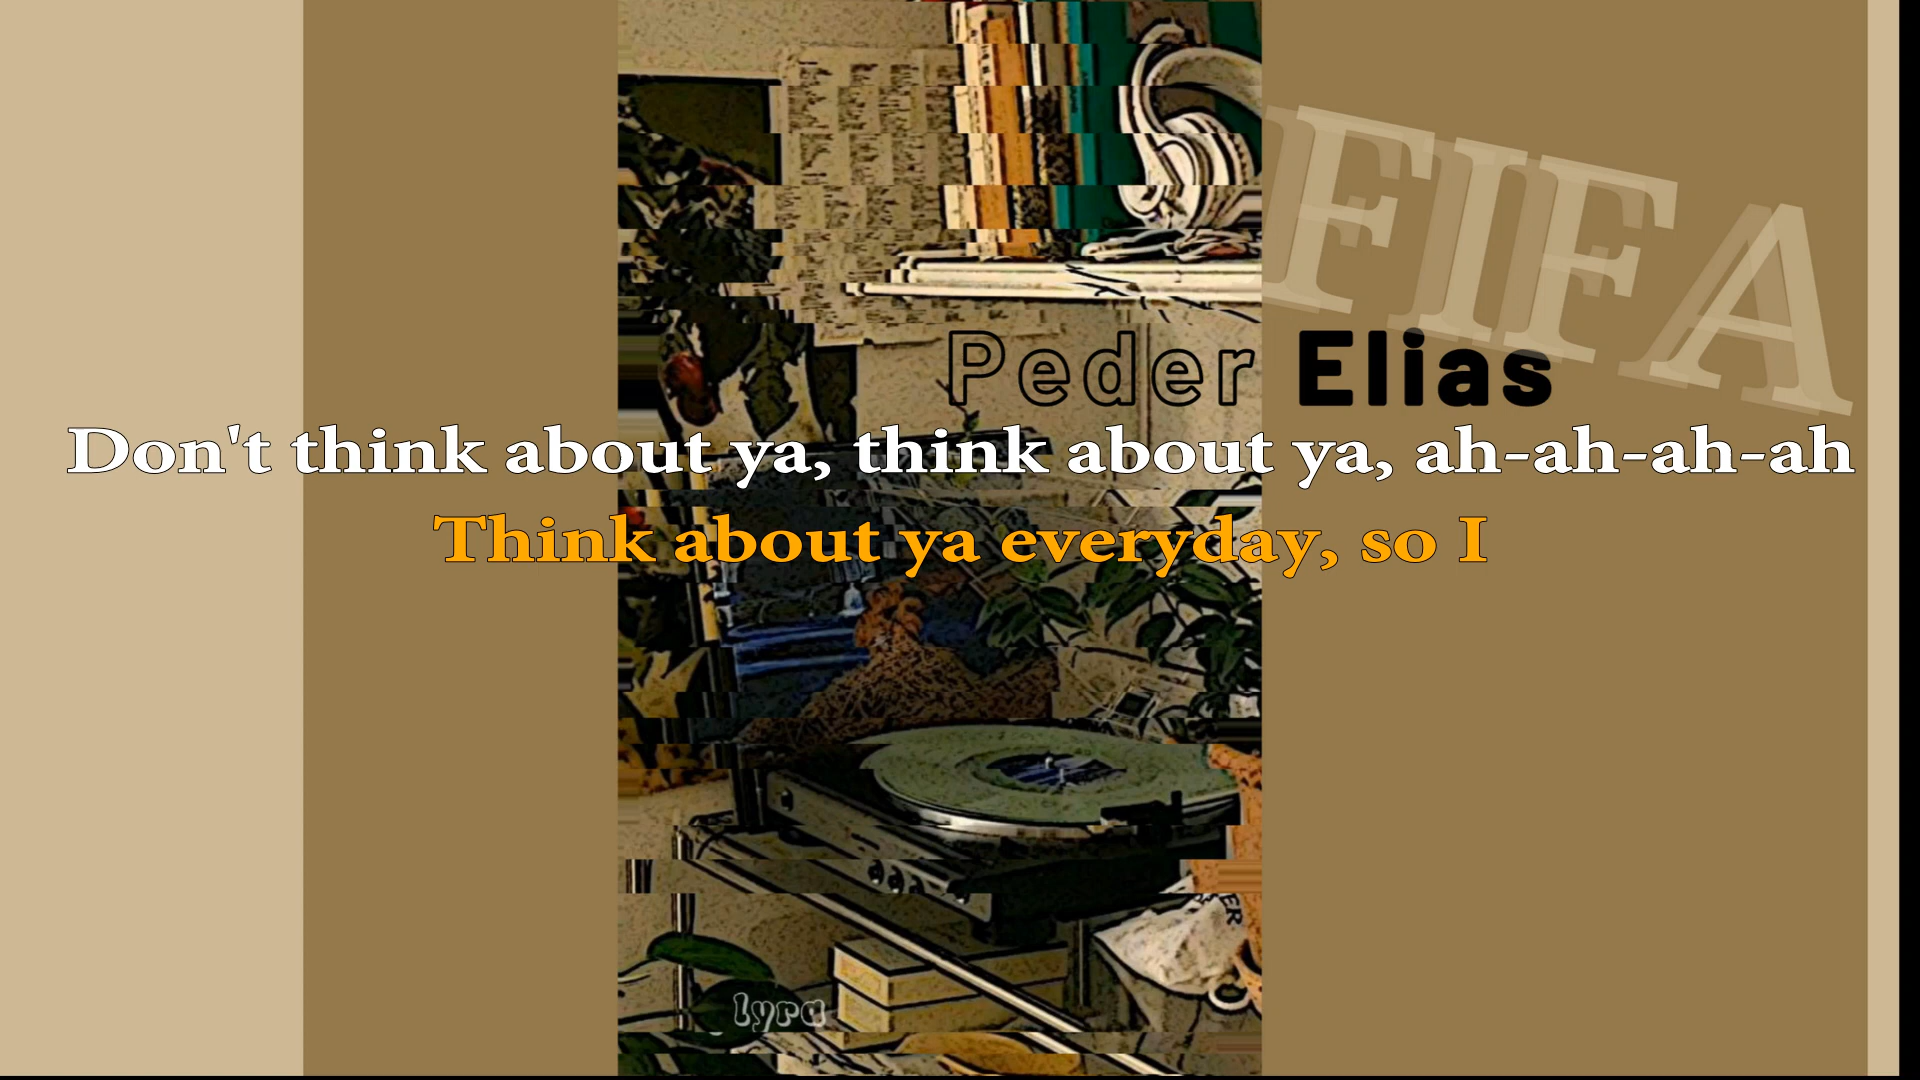 FIFA
Peder Elias
Don't think about ya, think about ya, ah-ah-ah-ah
Think about ya everyday, so I
lyra